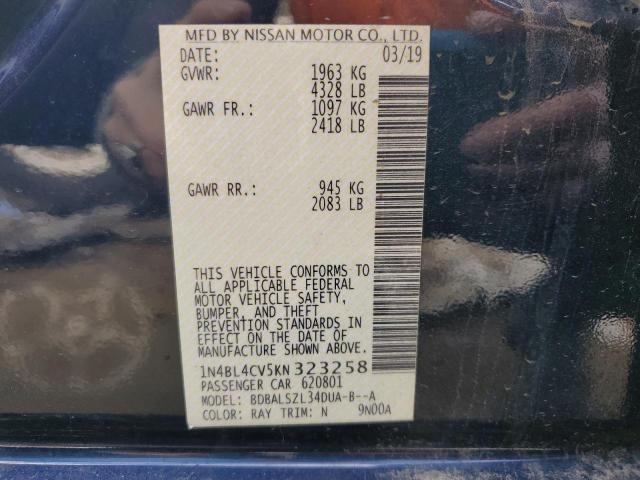 MFD BY NISSAN MOTOR CO., LTD.
DATE: 03/19
GVWR: 1963 KG
4328 LB
GAWR FR.: 1097 KG
2418 LB
GAWR RR.: 945 KG
2083 LB
THIS VEHICLE CONFORMS TO
ALL APPLICABLE FEDERAL
MOTOR VEHICLE SAFETY,
BUMPER, AND THEFT
PREVENTION STANDARDS IN
EFFECT ON THE DATE OF
MANUFACTURE SHOWN ABOVE.
1N4BL4CV5KN323258
PASSENGER CAR 620801
MODEL: BDBALSZL34DUA-B--A
COLOR: RAY TRIM: N 9N00A